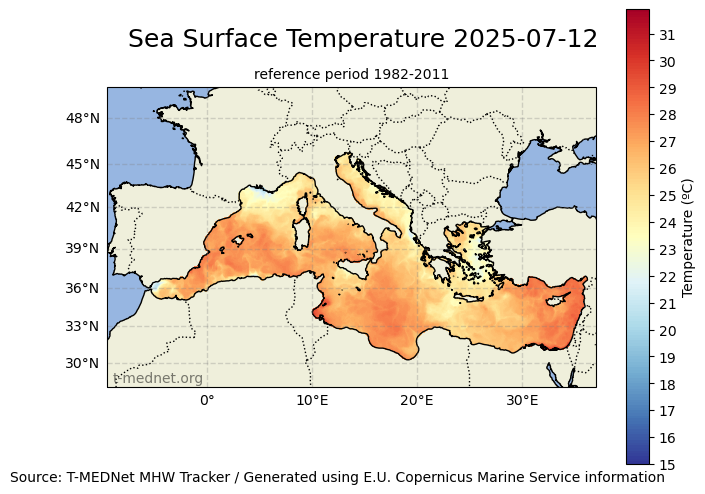 Sea Surface Temperature 2025-07-12
reference period 1982-2011
48°N
45°N
42°N
39°N
36°N
33°N
30°N
t-mednet.org
0°
10°E
20°E
30°E
31
30
29
28
27
26
25
24
23
22
21
20
19
18
17
16
15
Temperature (ºC)
Source: T-MEDNet MHW Tracker / Generated using E.U. Copernicus Marine Service information